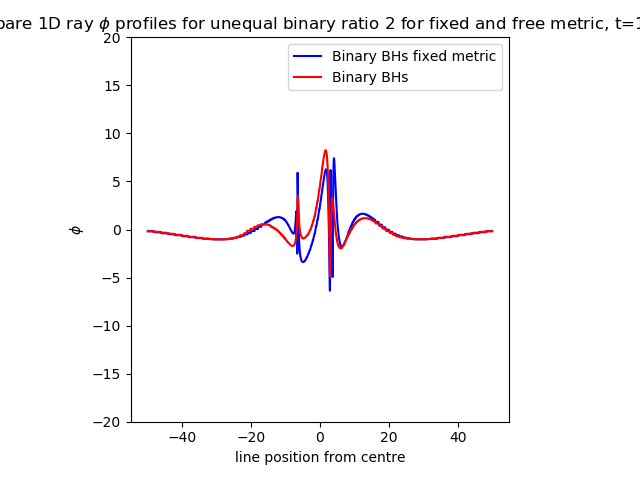 pare 1D ray ϕ profiles for unequal binary ratio 2 for fixed and free metric, t=1
20
15
10
5
0
−5
−10
−15
−20
ϕ
Binary BHs fixed metric
Binary BHs
−40
−20
0
20
40
line position from centre